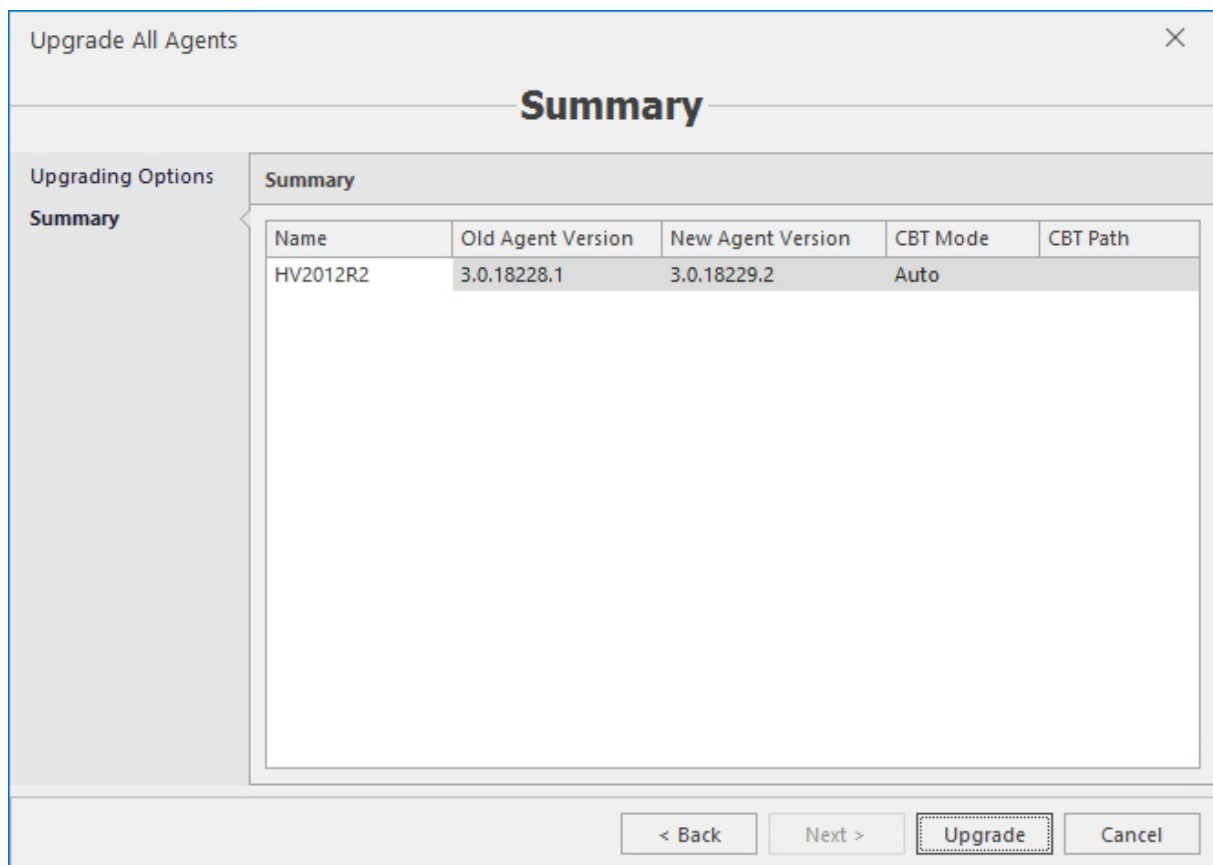 Upgrade All Agents
Summary
Upgrading Options
Summary
Summary
Name Old Agent Version New Agent Version CBT Mode CBT Path
HV2012R2 3.0.18228.1 3.0.18229.2 Auto
< Back Next > Upgrade Cancel